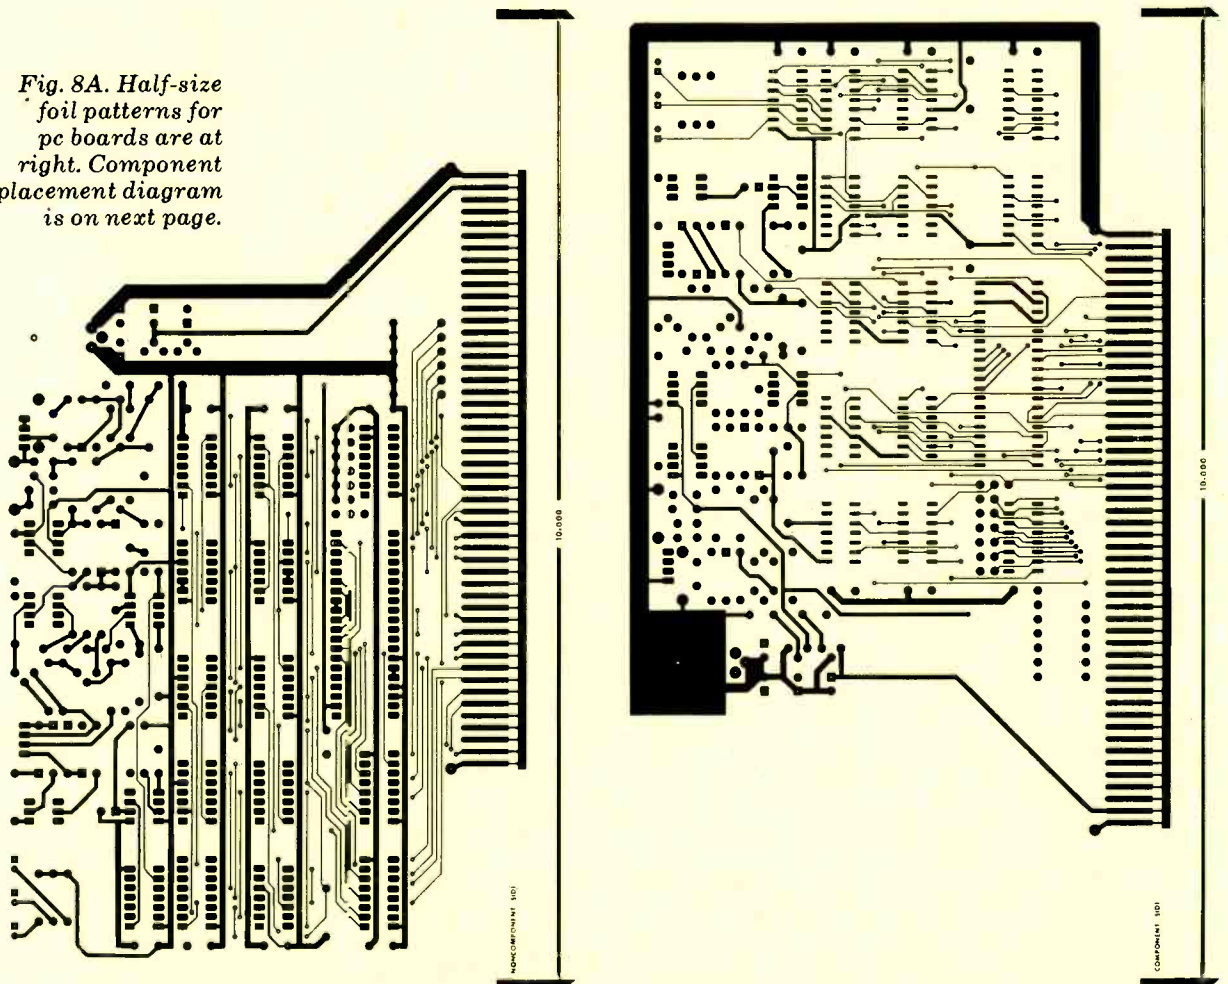 Fig. 8A. Half-size
foil patterns for
pc boards are at
right. Component
placement diagram
is on next page.
10.000
NONCOMPONENT SIDE
10.000
COMPONENT SIDE